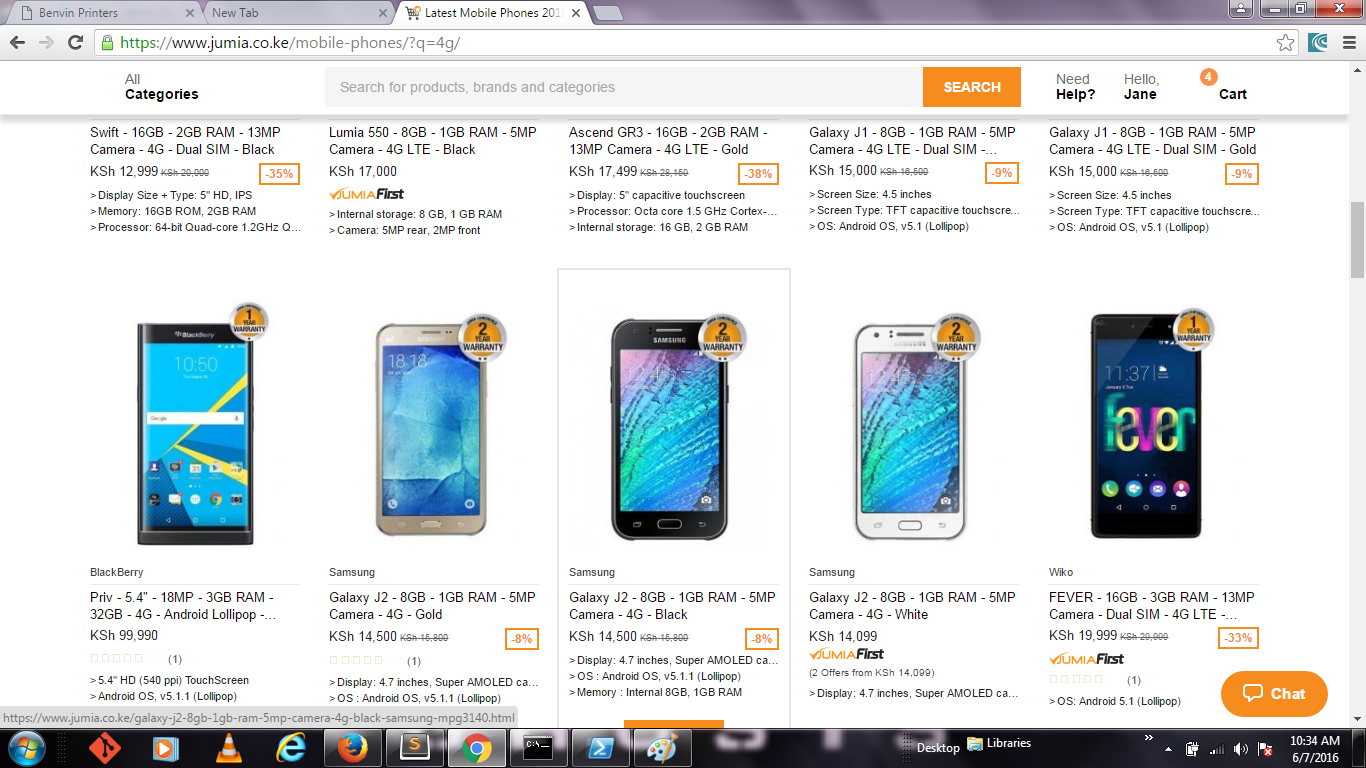 Benvin Printers
New Tab
Latest Mobile Phones 201
https://www.jumia.co.ke/mobile-phones/?q=4g/
All
Categories
Search for products, brands and categories
SEARCH
Need
Help?
Hello,
Jane
4
Cart
Swift - 16GB - 2GB RAM - 13MP
Camera - 4G - Dual SIM - Black
KSh 12,999 KSh 20,000
-35%
> Display Size + Type: 5" HD, IPS
> Memory: 16GB ROM, 2GB RAM
> Processor: 64-bit Quad-core 1.2GHz Q...
Lumia 550 - 8GB - 1GB RAM - 5MP
Camera - 4G LTE - Black
KSh 17,000
JUMIA First
> Internal storage: 8 GB, 1 GB RAM
> Camera: 5MP rear, 2MP front
Ascend GR3 - 16GB - 2GB RAM -
13MP Camera - 4G LTE - Gold
KSh 17,499 KSh 28,150
-38%
> Display: 5" capacitive touchscreen
> Processor: Octa core 1.5 GHz Cortex-...
> Internal storage: 16 GB, 2 GB RAM
Galaxy J1 - 8GB - 1GB RAM - 5MP
Camera - 4G LTE - Dual SIM -...
KSh 15,000 KSh 16,500
-9%
> Screen Size: 4.5 inches
> Screen Type: TFT capacitive touchscre...
> OS: Android OS, v5.1 (Lollipop)
Galaxy J1 - 8GB - 1GB RAM - 5MP
Camera - 4G LTE - Dual SIM - Gold
KSh 15,000 KSh 16,500
-9%
> Screen Size: 4.5 inches
> Screen Type: TFT capacitive touchscre...
> OS: Android OS, v5.1 (Lollipop)
1
YEAR
WARRANTY
BlackBerry
10:50
Google
2
YEAR
WARRANTY
18:18
2
YEAR
WARRANTY
SAMSUNG
2
YEAR
WARRANTY
SAMSUNG
1
YEAR
WARRANTY
11:37
fever
BlackBerry
Priv - 5.4" - 18MP - 3GB RAM -
32GB - 4G - Android Lollipop -...
KSh 99,990
(1)
> 5.4" HD (540 ppi) TouchScreen
> Android OS, v5.1.1 (Lollipop)
Samsung
Galaxy J2 - 8GB - 1GB RAM - 5MP
Camera - 4G - Gold
KSh 14,500 KSh 15,800
-8%
(1)
> Display: 4.7 inches, Super AMOLED ca...
> OS : Android OS, v5.1.1 (Lollipop)
Samsung
Galaxy J2 - 8GB - 1GB RAM - 5MP
Camera - 4G - Black
KSh 14,500 KSh 15,800
-8%
> Display: 4.7 inches, Super AMOLED ca...
> OS : Android OS, v5.1.1 (Lollipop)
> Memory : Internal 8GB, 1GB RAM
Samsung
Galaxy J2 - 8GB - 1GB RAM - 5MP
Camera - 4G - White
KSh 14,099
JUMIA First
(2 Offers from KSh 14,099)
> Display: 4.7 inches, Super AMOLED ca...
Wiko
FEVER - 16GB - 3GB RAM - 13MP
Camera - Dual SIM - 4G LTE -...
KSh 19,999 KSh 29,999
-33%
JUMIA First
(1)
> OS: Android 5.1 (Lollipop)
Chat
https://www.jumia.co.ke/galaxy-j2-8gb-1gb-ram-5mp-camera-4g-black-samsung-mpg3140.html
Desktop
Libraries
10:34 AM
6/7/2016